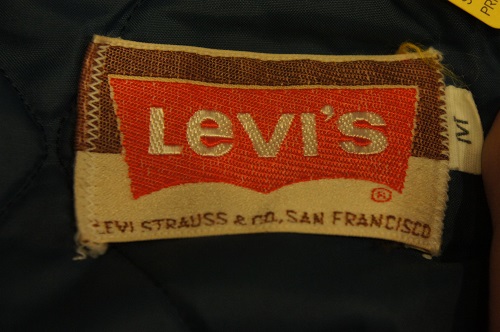 Levi's
®
LEVI STRAUSS & CO., SAN FRANCISCO
M